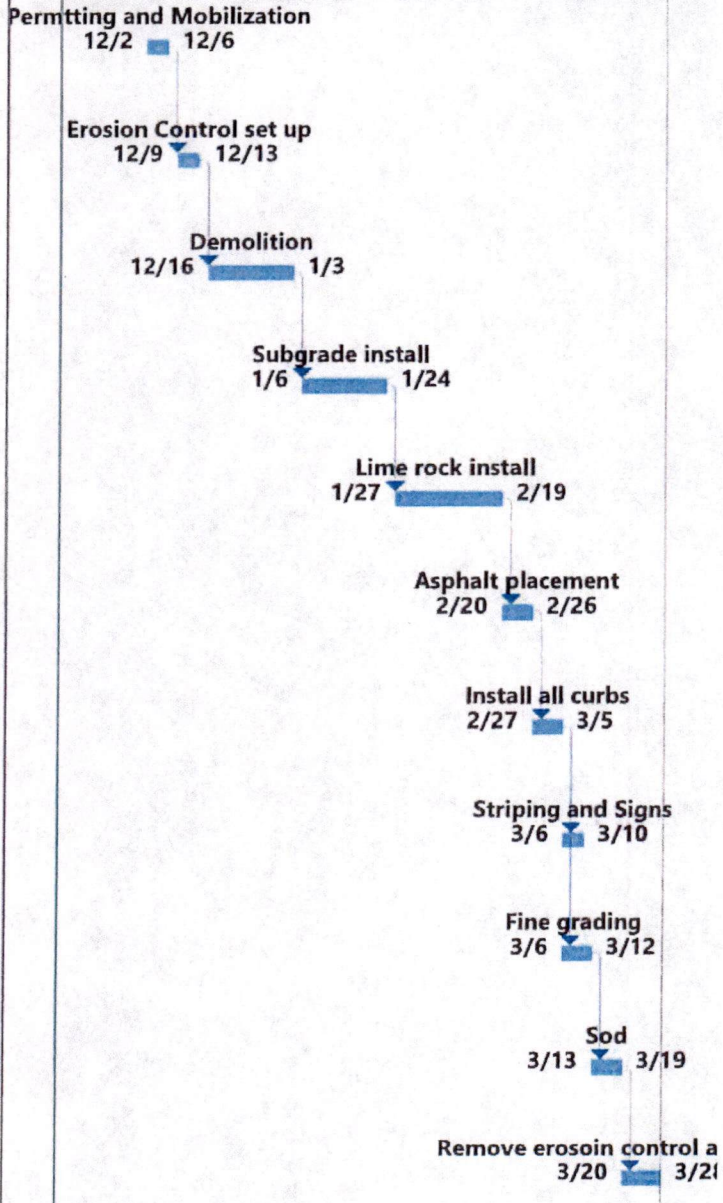 Permtting and Mobilization
12/2 12/6
Erosion Control set up
12/9 12/13
Demolition
12/16 1/3
Subgrade install
1/6 1/24
Lime rock install
1/27 2/19
Asphalt placement
2/20 2/26
Install all curbs
2/27 3/5
Striping and Signs
3/6 3/10
Fine grading
3/6 3/12
Sod
3/13 3/19
Remove erosoin control a
3/20 3/28